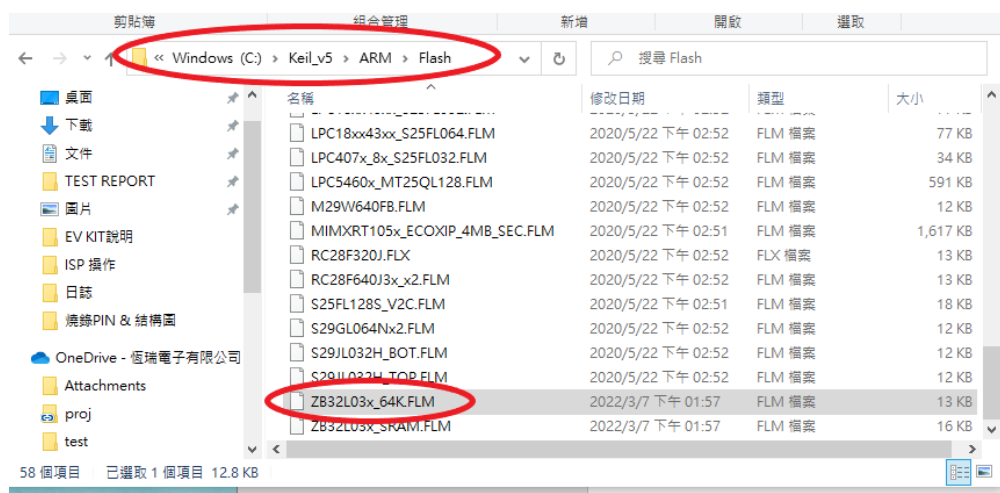 剪貼簿 組合管理 新增 開啟 選取
« Windows (C:) › Keil_v5 › ARM › Flash 搜尋 Flash
桌面
下載
文件
TEST REPORT
圖片
EV KIT說明
ISP 操作
日誌
燒錄PIN & 結構圖
OneDrive - 恆瑞電子有限公司
Attachments
proj
test
名稱 修改日期 類型 大小
LPC18xx43xx_S25FL064.FLM 2020/5/22 下午 02:52 FLM 檔案 77 KB
LPC407x_8x_S25FL032.FLM 2020/5/22 下午 02:52 FLM 檔案 34 KB
LPC5460x_MT25QL128.FLM 2020/5/22 下午 02:52 FLM 檔案 591 KB
M29W640FB.FLM 2020/5/22 下午 02:52 FLM 檔案 12 KB
MIMXRT105x_ECOXIP_4MB_SEC.FLM 2020/5/22 下午 02:51 FLM 檔案 1,617 KB
RC28F320J.FLX 2020/5/22 下午 02:52 FLX 檔案 13 KB
RC28F640J3x_x2.FLM 2020/5/22 下午 02:52 FLM 檔案 13 KB
S25FL128S_V2C.FLM 2020/5/22 下午 02:51 FLM 檔案 18 KB
S29GL064Nx2.FLM 2020/5/22 下午 02:52 FLM 檔案 12 KB
S29JL032H_BOT.FLM 2020/5/22 下午 02:52 FLM 檔案 12 KB
S29JL032H_TOP.FLM 2020/5/22 下午 02:52 FLM 檔案 12 KB
ZB32L03x_64K.FLM 2022/3/7 下午 01:57 FLM 檔案 13 KB
ZB32L03x_SRAM.FLM 2022/3/7 下午 01:57 FLM 檔案 16 KB
58 個項目 已選取 1 個項目 12.8 KB